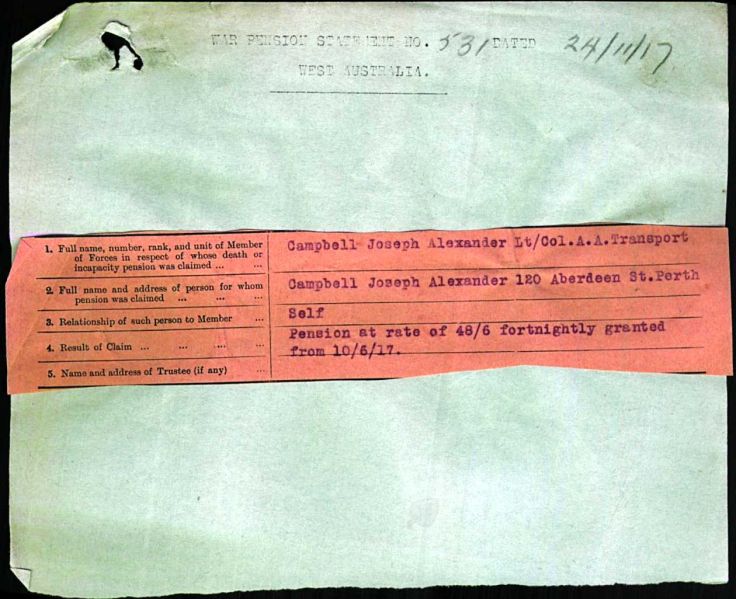 WAR PENSION STATEMENT NO. 531 DATED 24/11/17
WEST AUSTRALIA.
1. Full name, number, rank, and unit of Member
of Forces in respect of whose death or
incapacity pension was claimed ... ...
Campbell Joseph Alexander Lt/Col.A.A.Transport
2. Full name and address of person for whom
pension was claimed ... ... ...
Campbell Joseph Alexander 120 Aberdeen St.Perth
3. Relationship of such person to Member ...
Self
4. Result of Claim ... ... ... ...
Pension at rate of 48/6 fortnightly granted
from 10/6/17.
5. Name and address of Trustee (if any) ...